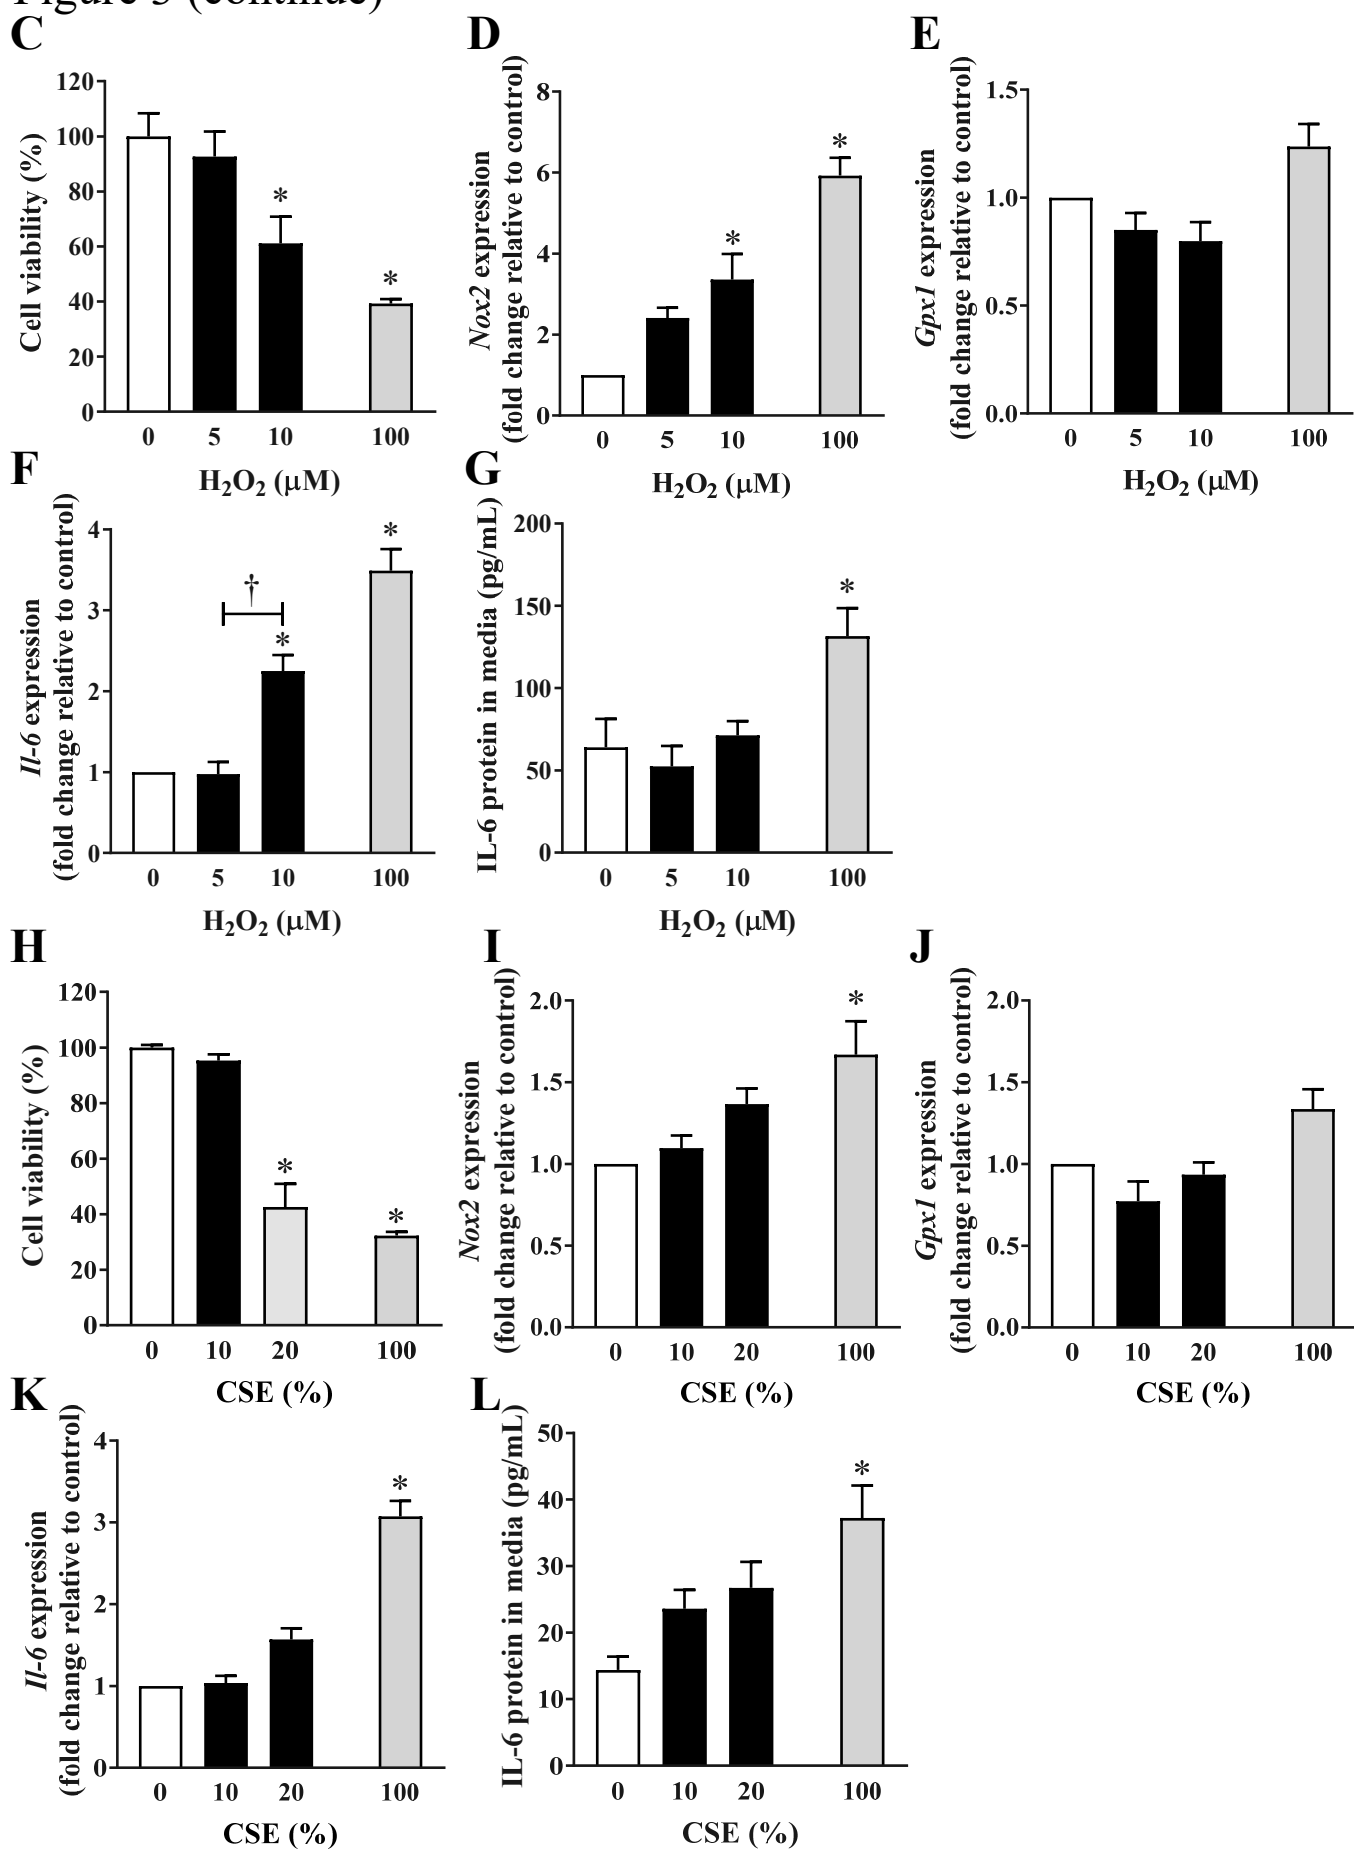 Figure 3 (continue)
C
Cell viability (%)
120
100
80
60
40
20
0
*
*
0 5 10 100
H₂O₂ (μM)
D
Nox2 expression
(fold change relative to control)
8
6
4
2
0
*
*
0 5 10 100
H₂O₂ (μM)
E
Gpx1 expression
(fold change relative to control)
1.5
1.0
0.5
0.0
0 5 10 100
H₂O₂ (μM)
F
Il-6 expression
(fold change relative to control)
4
3
2
1
0
†
*
*
0 5 10 100
H₂O₂ (μM)
G
IL-6 protein in media (pg/mL)
200
150
100
50
0
*
0 5 10 100
H₂O₂ (μM)
H
Cell viability (%)
120
100
80
60
40
20
0
*
*
0 10 20 100
CSE (%)
I
Nox2 expression
(fold change relative to control)
2.0
1.5
1.0
0.5
0.0
*
0 10 20 100
CSE (%)
J
Gpx1 expression
(fold change relative to control)
2.0
1.5
1.0
0.5
0.0
0 10 20 100
CSE (%)
K
Il-6 expression
(fold change relative to control)
4
3
2
1
0
*
0 10 20 100
CSE (%)
L
IL-6 protein in media (pg/mL)
50
40
30
20
10
0
*
0 10 20 100
CSE (%)